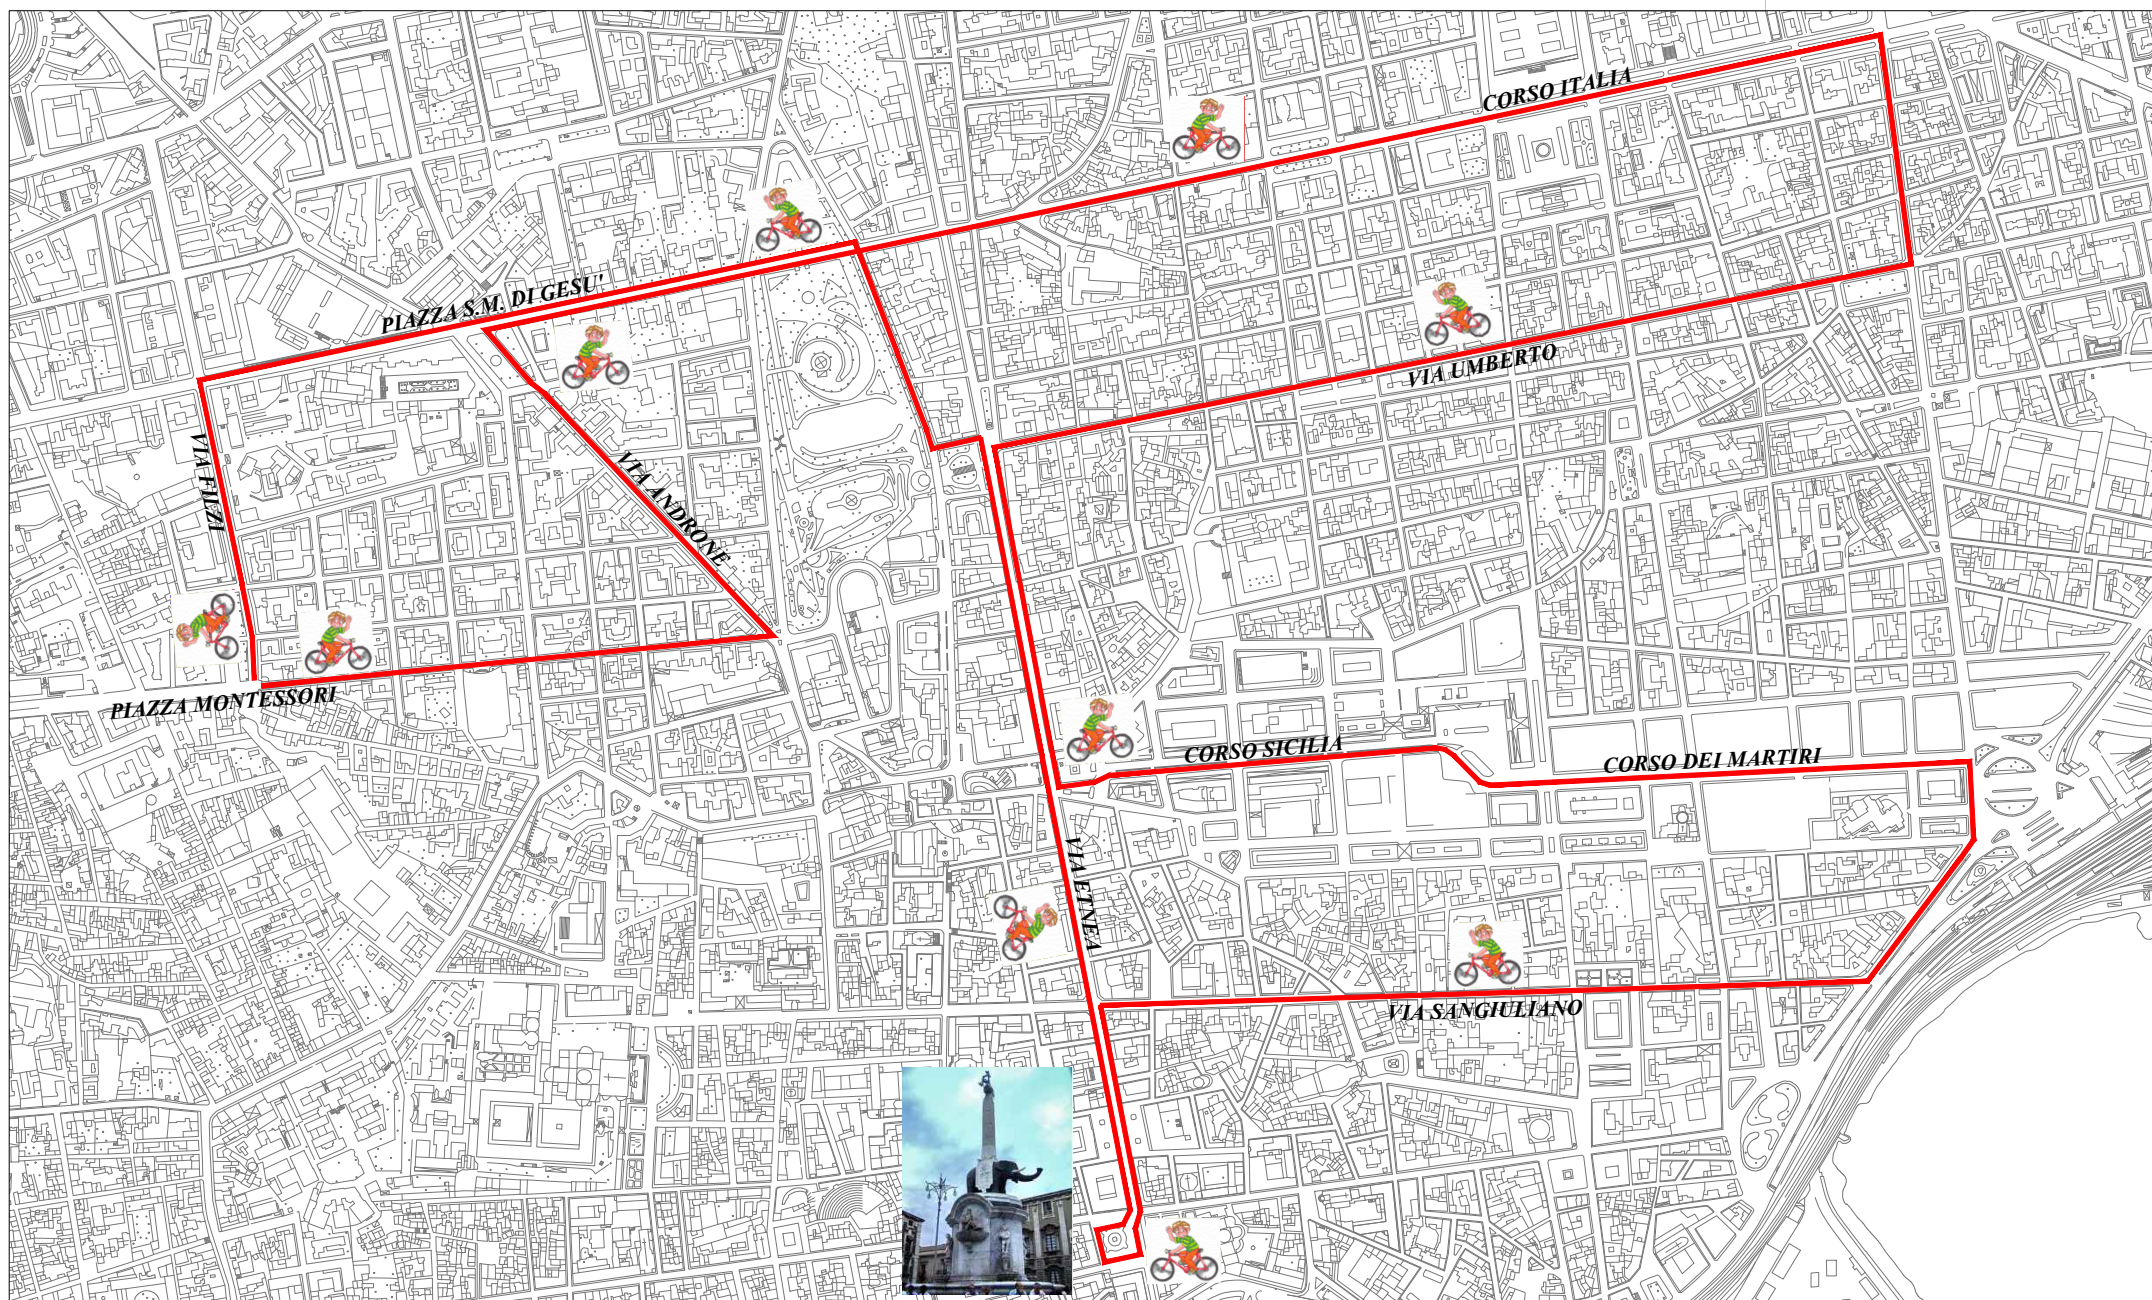 CORSO ITALIA
PIAZZA S.M. DI GESU'
VIA UMBERTO
VIA FILZI
VIA ANDRONE
PIAZZA MONTESSORI
CORSO SICILIA
CORSO DEI MARTIRI
VIA ETNEA
VIA SANGIULIANO